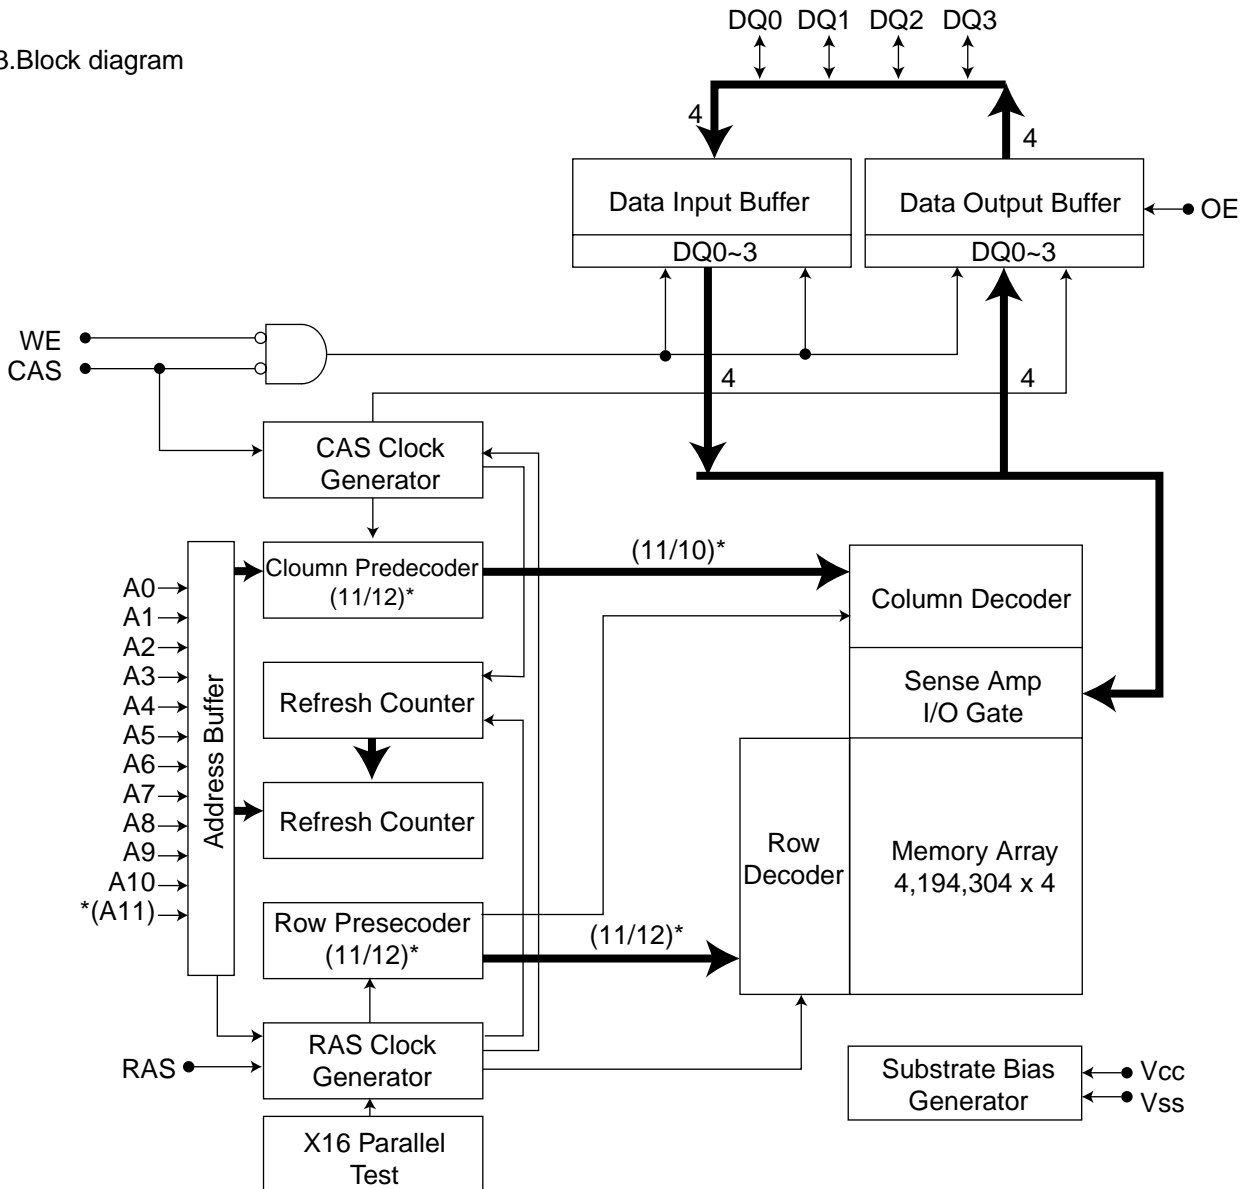 DQ0 DQ1 DQ2 DQ3
3.Block diagram
4
4
Data Input Buffer
Data Output Buffer
OE
DQ0~3
DQ0~3
WE
CAS
4
4
CAS Clock
Generator
Cloumn Predecoder
(11/12)*
(11/10)*
Column Decoder
A0
A1
A2
A3
A4
A5
A6
A7
A8
A9
A10
*(A11)
Address Buffer
Refresh Counter
Sense Amp
I/O Gate
Refresh Counter
Row
Decoder
Memory Array
4,194,304 x 4
Row Presecoder
(11/12)*
(11/12)*
RAS
RAS Clock
Generator
Substrate Bias
Generator
Vcc
Vss
X16 Parallel
Test